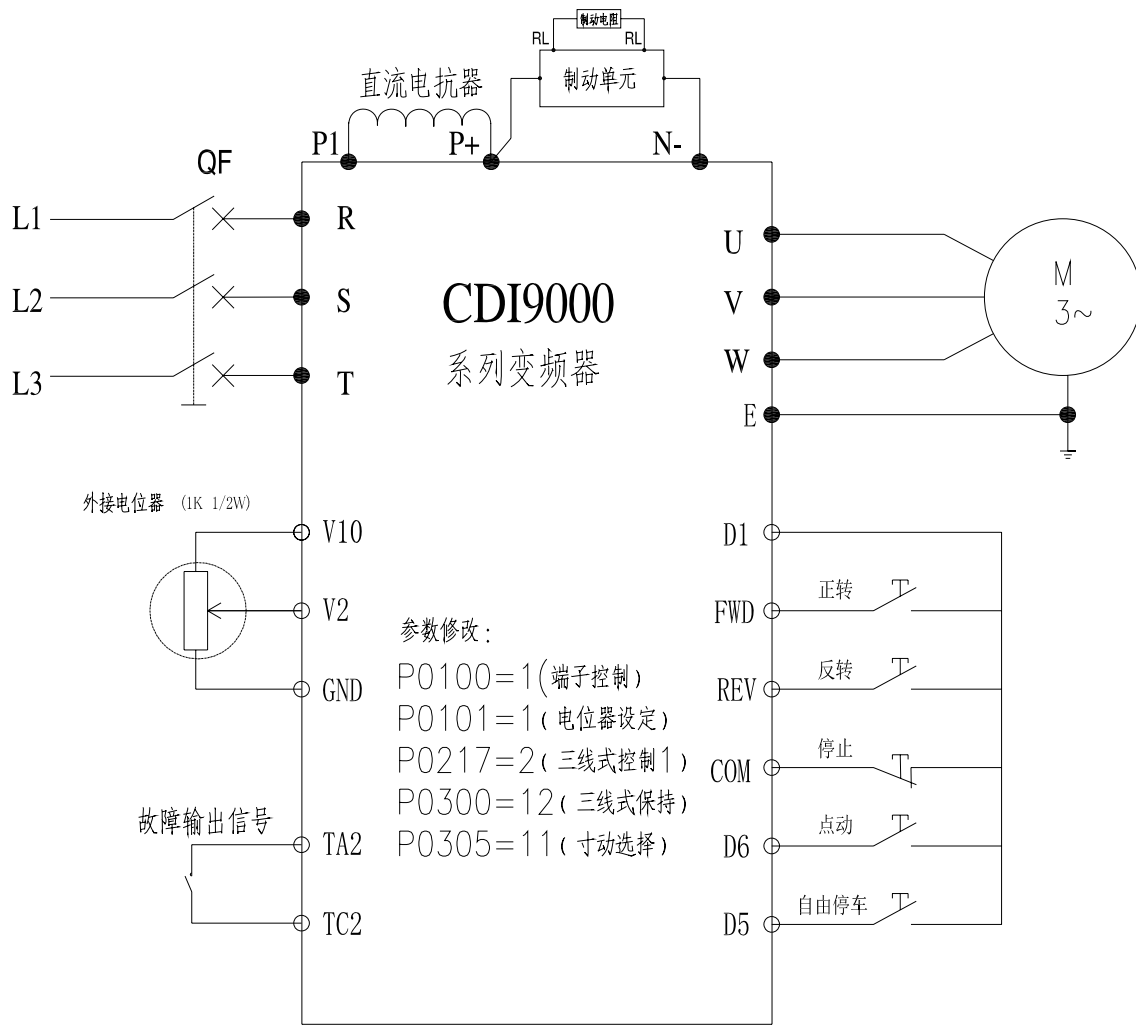 制动电阻
RL RL
制动单元
直流电抗器
P1 P+ N-
QF
L1 R
L2 S
L3 T
U
V
W
E
M
3~
CDI9000
系列变频器
外接电位器 (1K 1/2W)
V10
V2
GND
参数修改:
P0100=1(端子控制)
P0101=1(电位器设定)
P0217=2(三线式控制1)
P0300=12(三线式保持)
P0305=11(寸动选择)
故障输出信号
TA2
TC2
D1
FWD 正转
REV 反转
COM 停止
D6 点动
D5 自由停车